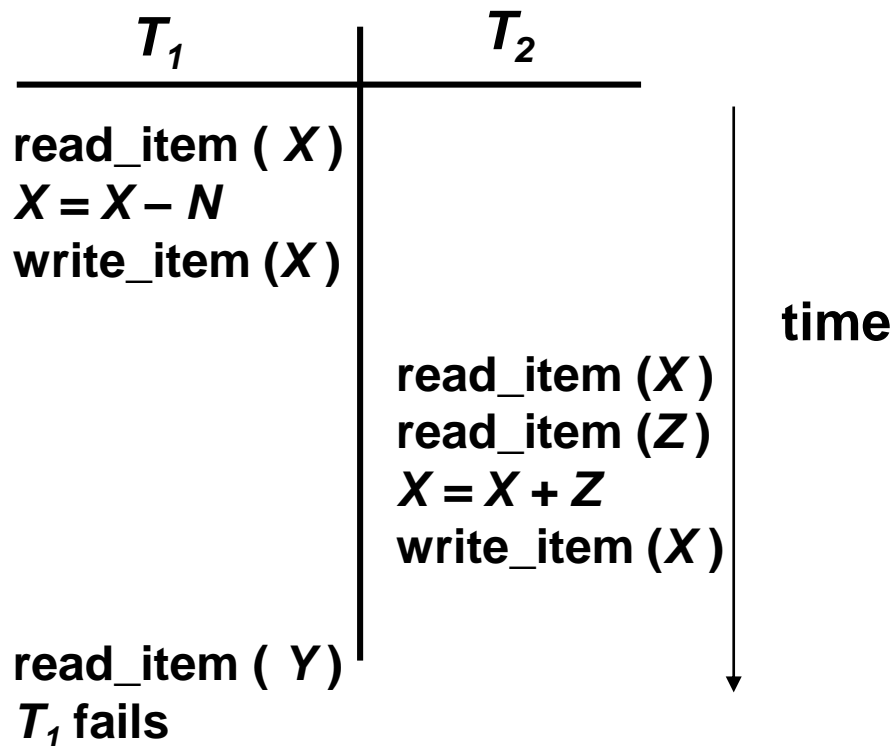 T1 T2
read_item ( X )
X = X – N
write_item (X )
time
read_item (X )
read_item (Z )
X = X + Z
write_item (X )
read_item ( Y )
T1 fails